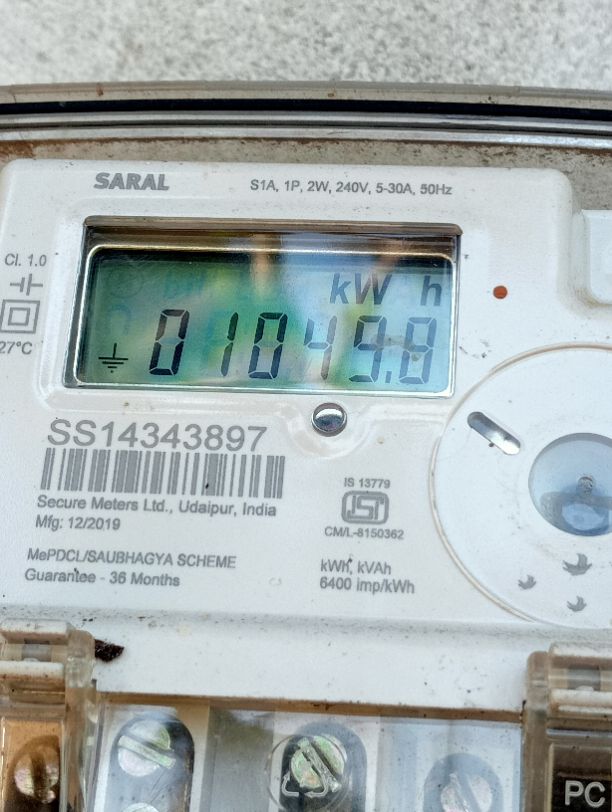 SARAL
S1A, 1P, 2W, 240V, 5-30A, 50Hz
Cl. 1.0
27°C
kW h
01049.8
SS14343897
Secure Meters Ltd., Udaipur, India
Mfg: 12/2019
IS 13779
ISI
CM/L-8150362
MePDCL/SAUBHAGYA SCHEME
Guarantee - 36 Months
kWh, kVAh
6400 imp/kWh
PC